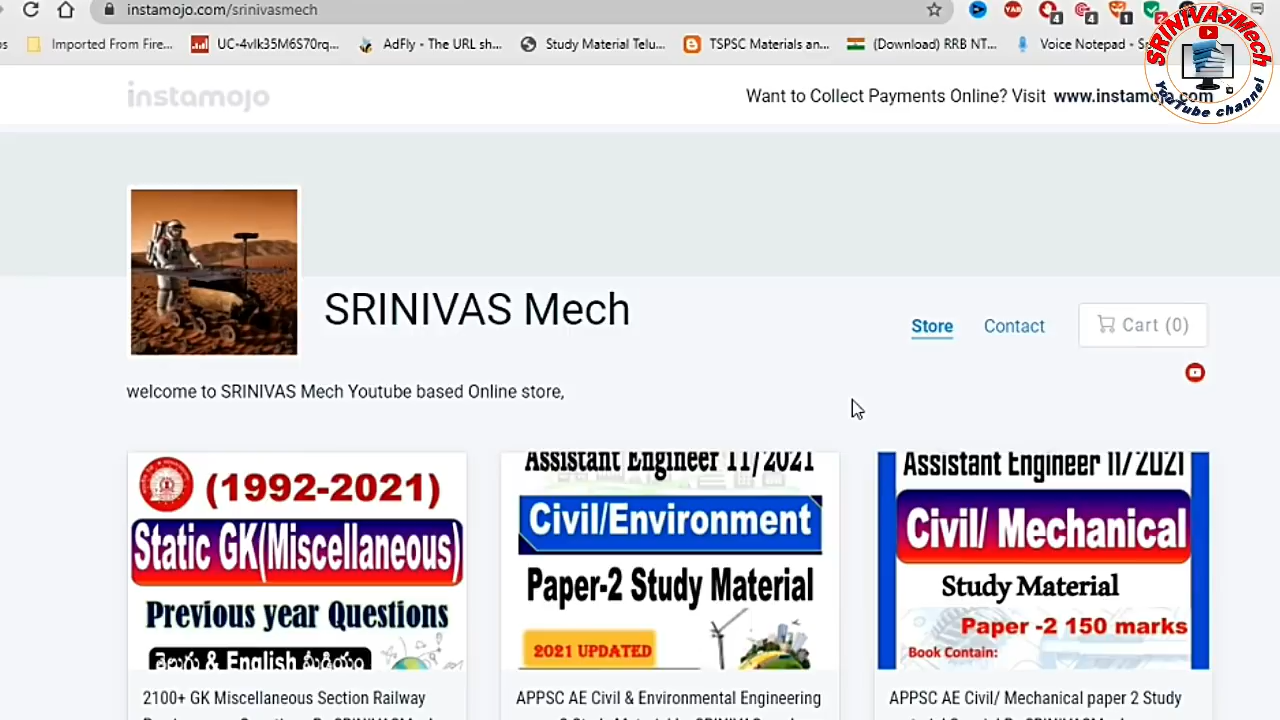 instamojo.com/srinivasmech
Imported From Fire...
UC-4vlk35M6S70rq...
AdFly - The URL sh...
Study Material Telu...
TSPSC Materials an...
(Download) RRB NT...
Voice Notepad - Sp
SRINIVASMech
YouTube channel
instamojo
Want to Collect Payments Online? Visit www.instamojo.com
SRINIVAS Mech
Store
Contact
Cart (0)
welcome to SRINIVAS Mech Youtube based Online store,
(1992-2021)
Static GK(Miscellaneous)
Previous year Questions
తెలుగు & English మీడియం
Assistant Engineer 11/2021
Civil/Environment
Paper-2 Study Material
2021 UPDATED
Assistant Engineer 11/2021
Civil/ Mechanical
Study Material
Paper -2 150 marks
Book Contain:
2100+ GK Miscellaneous Section Railway
APPSC AE Civil & Environmental Engineering
APPSC AE Civil/ Mechanical paper 2 Study